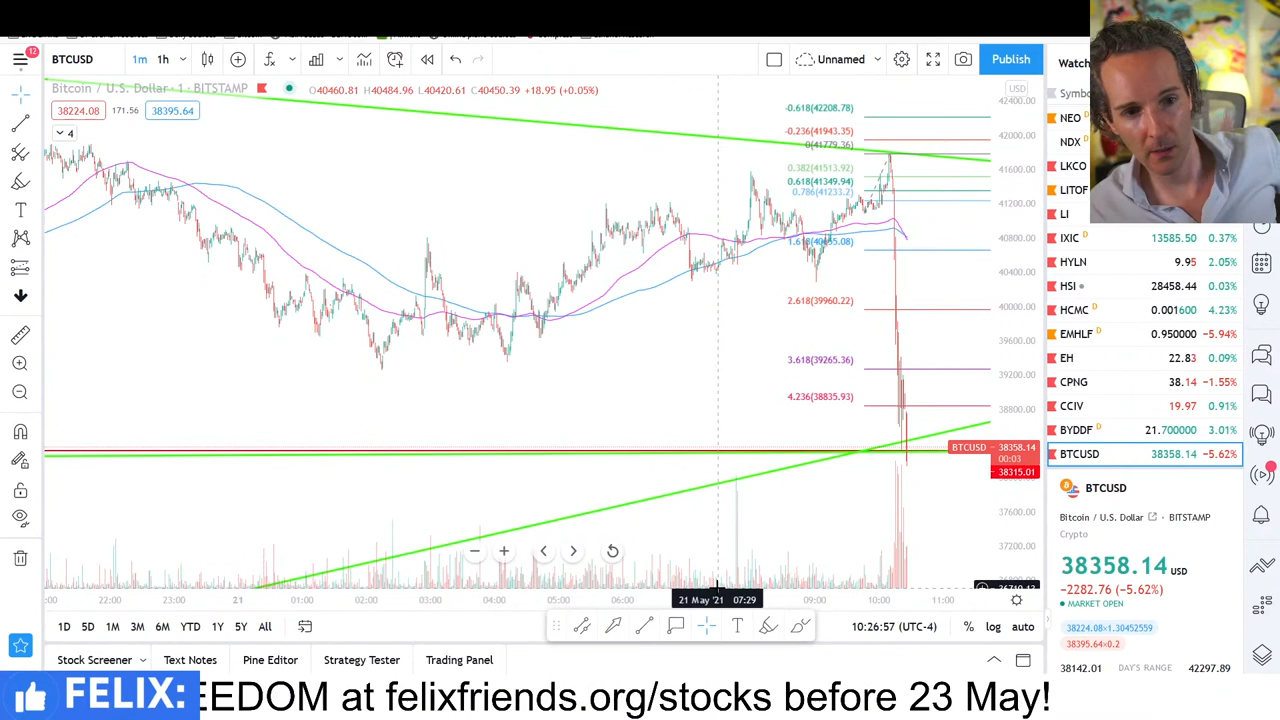 12
BTCUSD
1m 1h
Unnamed
Publish
Watch
Bitcoin / U.S. Dollar · 1 · BITSTAMP
O40460.81 H40484.96 L40420.61 C40450.39 +18.95 (+0.05%)
38224.08 171.56 38395.64
4
USD
42400.00
42000.00
41600.00
41200.00
40800.00
40400.00
40000.00
39600.00
39200.00
38800.00
37600.00
37200.00
-0.618(42208.78)
-0.236(41943.35)
0(41779.36)
0.382(41513.92)
0.618(41349.94)
0.786(41233.2)
2.618(39960.22)
3.618(39265.36)
4.236(38835.93)
BTCUSD 38358.14
00:03
38315.01
22:00 23:00 21 01:00 02:00 03:00 04:00 05:00 06:00 21 May '21 07:29 09:00 10:00 11:00
1D 5D 1M 3M 6M YTD 1Y 5Y All
10:26:57 (UTC-4) % log auto
Stock Screener Text Notes Pine Editor Strategy Tester Trading Panel
Symbo
NEO D
NDX D
LKCO
LITOF
LI
IXIC D 13585.50 0.37%
HYLN 9.95 2.05%
HSI 28458.44 0.03%
HCMC D 0.001600 4.23%
EMHLF D 0.950000 −5.94%
EH 22.83 0.09%
CPNG 38.14 −1.55%
CCIV 19.97 0.91%
BYDDF D 21.700000 3.01%
BTCUSD 38358.14 −5.62%
BTCUSD
Bitcoin / U.S. Dollar BITSTAMP
Crypto
38358.14 USD
−2282.76 (−5.62%)
MARKET OPEN
38224.08×1.30452559
38395.64×0.2
38142.01 DAY'S RANGE 42297.89
FELIX: EEDOM at felixfriends.org/stocks before 23 May!